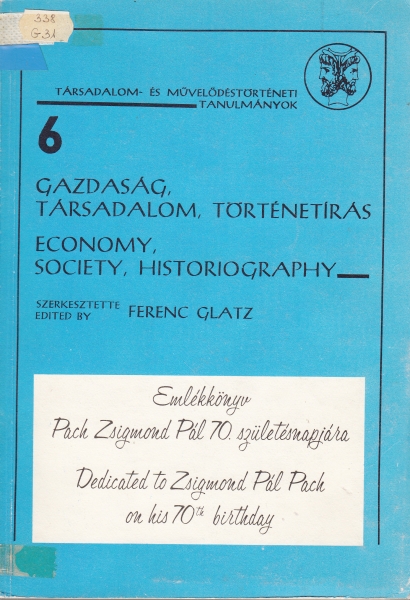 338
G31
TÁRSADALOM- ÉS MŰVELŐDÉSTÖRTÉNETI
TANULMÁNYOK
6
GAZDASÁG,
TÁRSADALOM, TÖRTÉNETÍRÁS
ECONOMY,
SOCIETY, HISTORIOGRAPHY
SZERKESZTETTE
EDITED BY FERENC GLATZ
Emlékkönyv
Pach Zsigmond Pál 70. születésnapjára
Dedicated to Zsigmond Pál Pach
on his 70th birthday